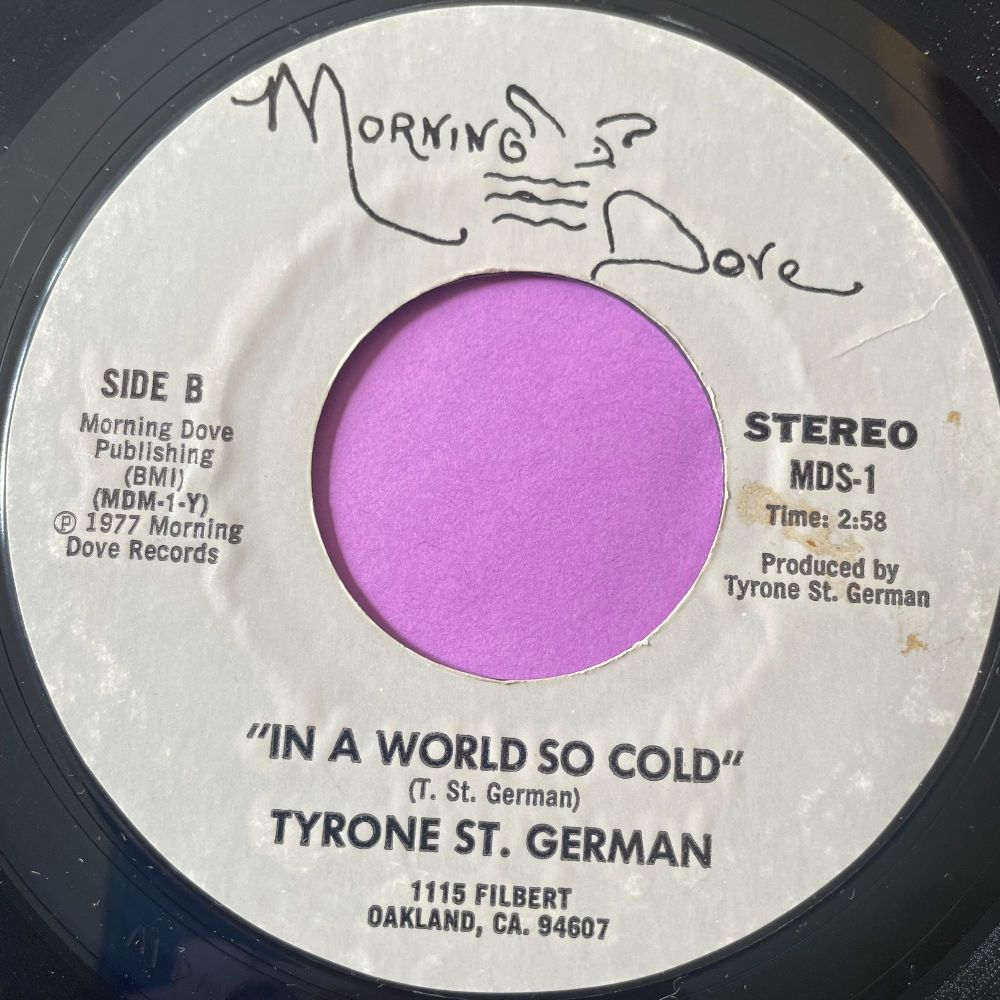 Morning
Dove
SIDE B
Morning Dove
Publishing
(BMI)
(MDM-1-Y)
Ⓟ 1977 Morning
Dove Records
STEREO
MDS-1
Time: 2:58
Produced by
Tyrone St. German
"IN A WORLD SO COLD"
(T. St. German)
TYRONE ST. GERMAN
1115 FILBERT
OAKLAND, CA. 94607